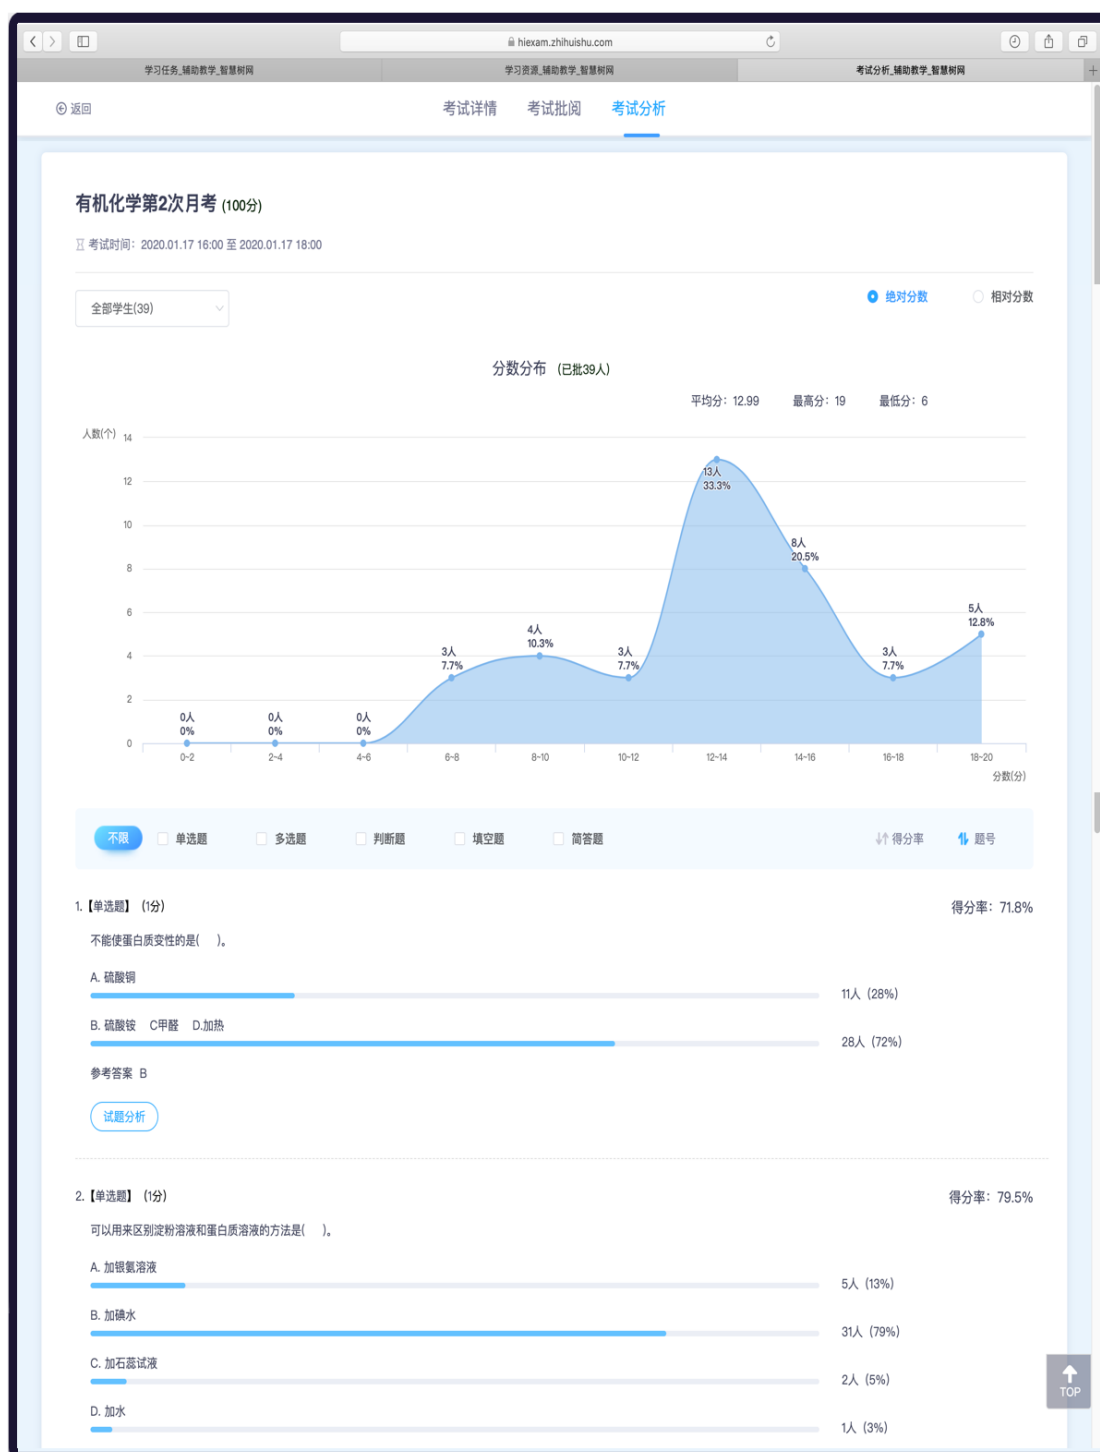 hiexam.zhihuishu.com
学习任务_辅助教学_智慧树网
学习资源_辅助教学_智慧树网
考试分析_辅助教学_智慧树网
返回
考试详情 考试批阅 考试分析
有机化学第2次月考 (100分)
考试时间：2020.01.17 16:00 至 2020.01.17 18:00
全部学生(39)
绝对分数 相对分数
分数分布 (已批39人)
平均分：12.99 最高分：19 最低分：6
人数(个)
14
12
10
8
6
4
2
0
0人
0%
0人
0%
0人
0%
3人
7.7%
4人
10.3%
3人
7.7%
13人
33.3%
8人
20.5%
3人
7.7%
5人
12.8%
0~2 2~4 4~6 6~8 8~10 10~12 12~14 14~16 16~18 18~20
分数(分)
不限 单选题 多选题 判断题 填空题 简答题 得分率 题号
1.【单选题】 (1分) 得分率：71.8%
不能使蛋白质变性的是( )。
A. 硫酸铜
11人 (28%)
B. 硫酸铵 C甲醛 D.加热
28人 (72%)
参考答案 B
试题分析
2.【单选题】 (1分) 得分率：79.5%
可以用来区别淀粉溶液和蛋白质溶液的方法是( )。
A. 加银氨溶液
5人 (13%)
B. 加碘水
31人 (79%)
C. 加石蕊试液
2人 (5%)
D. 加水
1人 (3%)
TOP